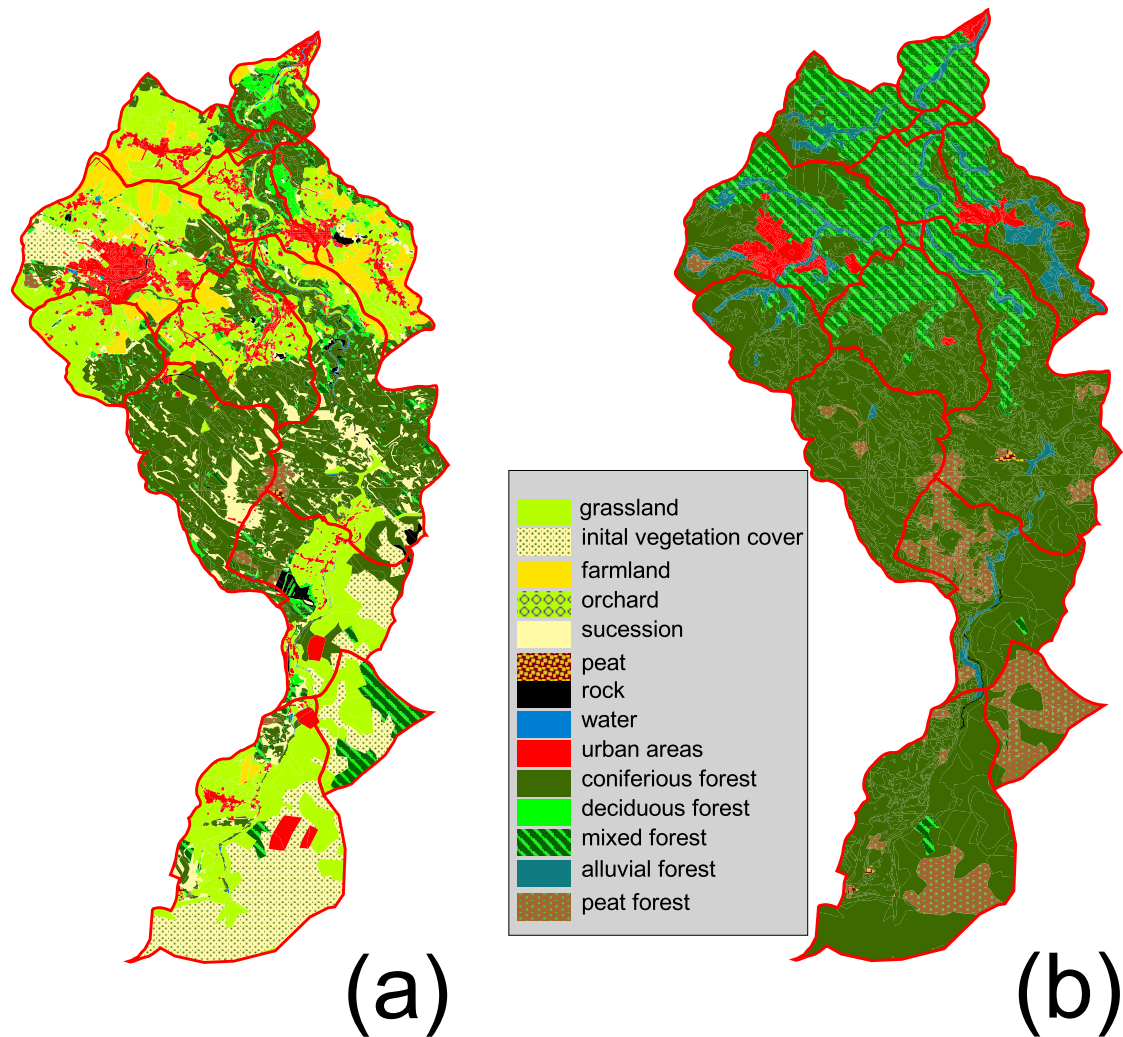 grassland
inital vegetation cover
farmland
orchard
sucession
peat
rock
water
urban areas
coniferious forest
deciduous forest
mixed forest
alluvial forest
peat forest
(a)
(b)